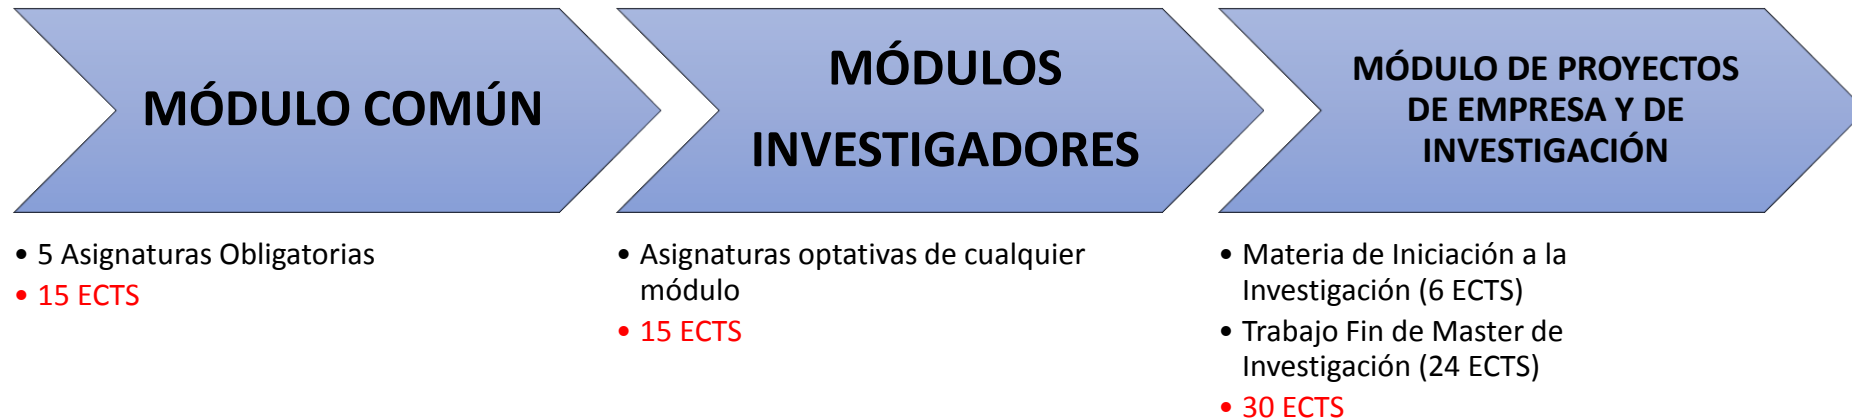 MÓDULO COMÚN
• 5 Asignaturas Obligatorias
• 15 ECTS
MÓDULOS
INVESTIGADORES
• Asignaturas optativas de cualquier
módulo
• 15 ECTS
MÓDULO DE PROYECTOS
DE EMPRESA Y DE
INVESTIGACIÓN
• Materia de Iniciación a la
Investigación (6 ECTS)
• Trabajo Fin de Master de
Investigación (24 ECTS)
• 30 ECTS